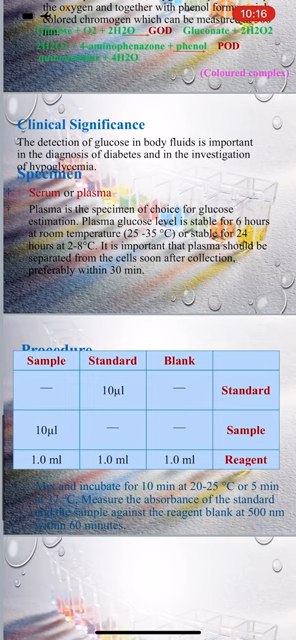 the oxygen and together with phenol form
colored chromogen which can be measured
10:16
Glucose + O2 + 2H2O GOD Gluconate + 2H2O2
2H2O2 + 4-aminophenazone + phenol POD
quinoneimine + 4H2O
(Coloured complex)
Clinical Significance
The detection of glucose in body fluids is important
in the diagnosis of diabetes and in the investigation
of hypoglycemia.
Specimen
Serum or plasma
Plasma is the specimen of choice for glucose
estimation. Plasma glucose level is stable for 6 hours
at room temperature (25 -35 °C) or stable for 24
hours at 2-8°C. It is important that plasma should be
separated from the cells soon after collection,
preferably within 30 min.
Procedure
Sample Standard Blank
— 10µl — Standard
10µl — — Sample
1.0 ml 1.0 ml 1.0 ml Reagent
Mix and incubate for 10 min at 20-25 °C or 5 min
at 37 °C. Measure the absorbance of the standard
and the sample against the reagent blank at 500 nm
within 60 minutes.